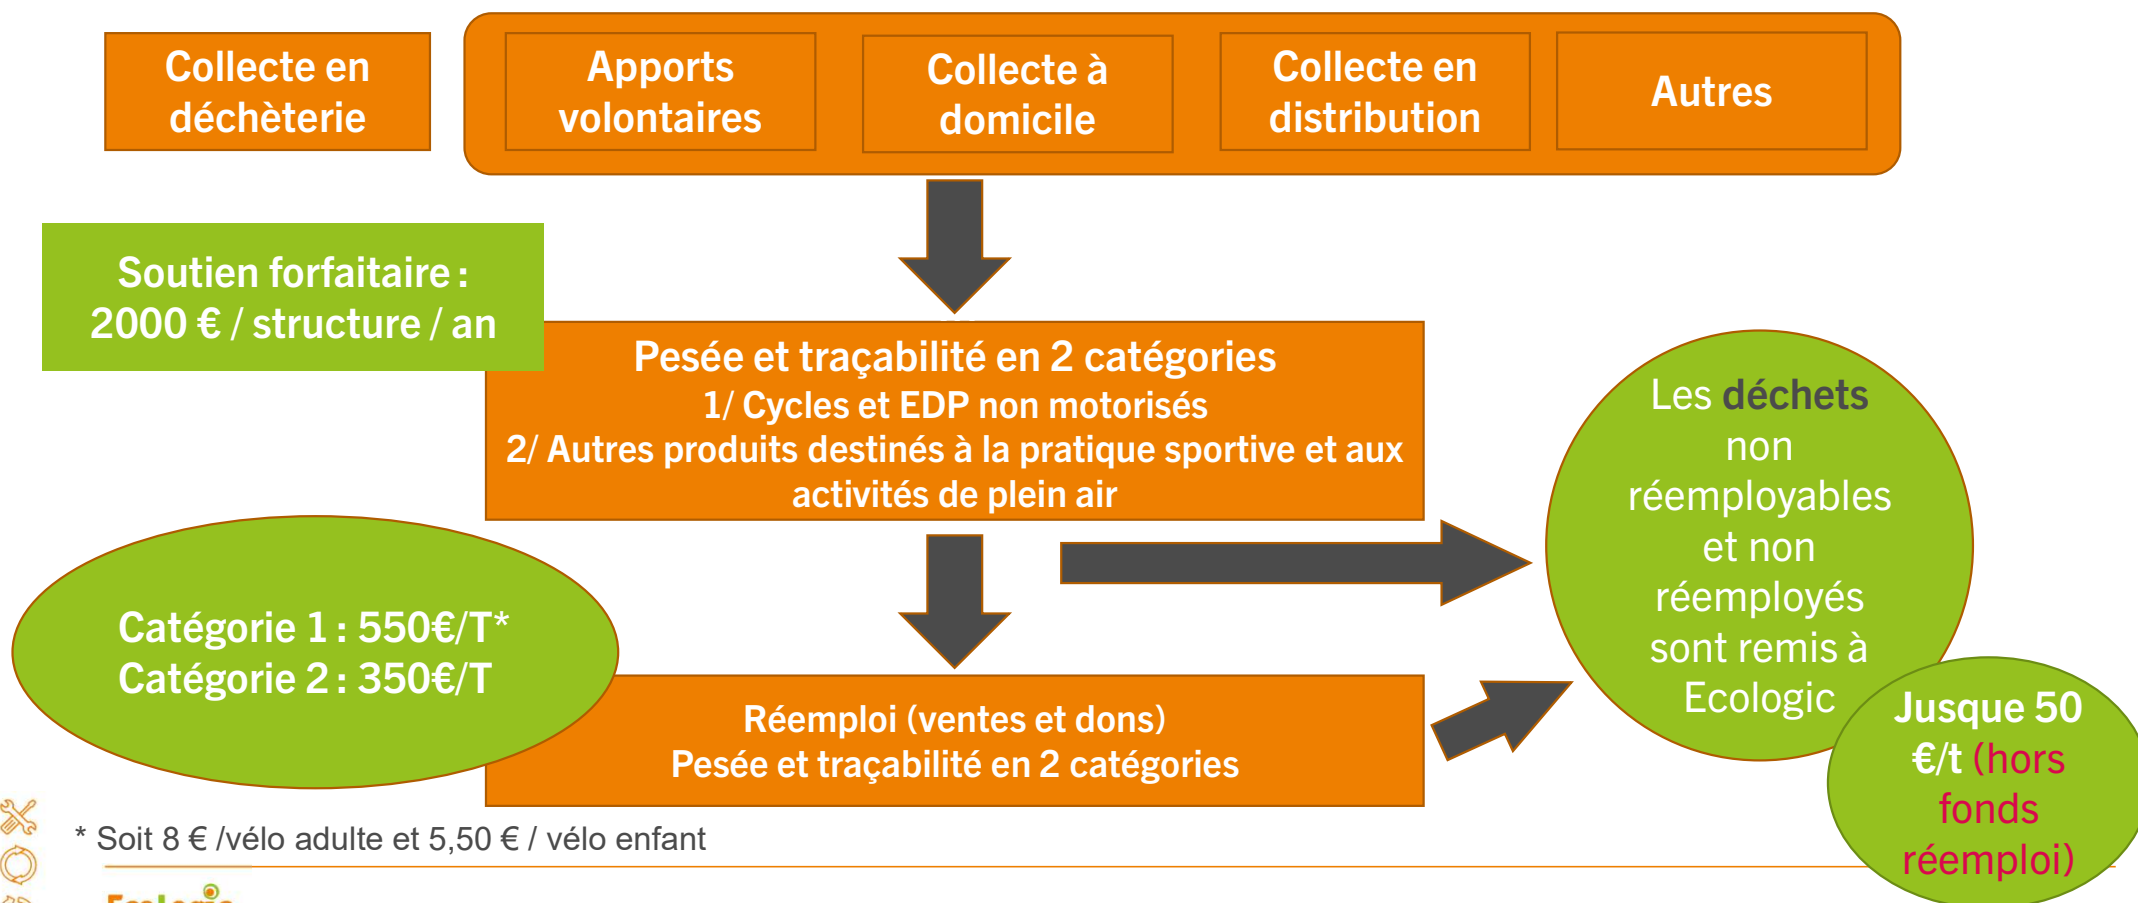 Collecte en
déchèterie
Apports
volontaires
Collecte à
domicile
Collecte en
distribution
Autres
Soutien forfaitaire :
2000 € / structure / an
Pesée et traçabilité en 2 catégories
1/ Cycles et EDP non motorisés
2/ Autres produits destinés à la pratique sportive et aux
activités de plein air
Les déchets
non
réemployables
et non
réemployés
sont remis à
Ecologic
Catégorie 1 : 550€/T*
Catégorie 2 : 350€/T
Réemploi (ventes et dons)
Pesée et traçabilité en 2 catégories
Jusque 50
€/t (hors
fonds
réemploi)
* Soit 8 € /vélo adulte et 5,50 € / vélo enfant
Ecologic